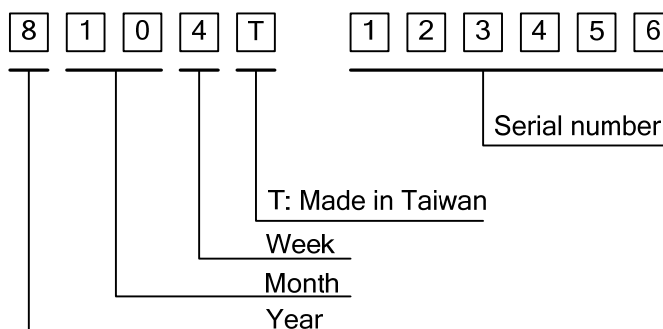 8 1 0 4 T 1 2 3 4 5 6
Serial number
T: Made in Taiwan
Week
Month
Year